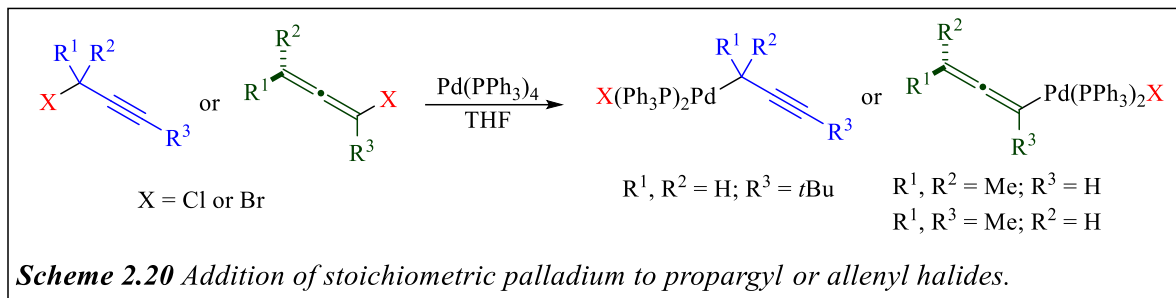 R¹ R²
X
R³
or
R²
R¹
X
R³
Pd(PPh₃)₄
THF
R¹ R²
X(Ph₃P)₂Pd
R³
or
R²
R¹
Pd(PPh₃)₂X
R³
X = Cl or Br
R¹, R² = H; R³ = tBu
R¹, R² = Me; R³ = H
R¹, R³ = Me; R² = H
Scheme 2.20 Addition of stoichiometric palladium to propargyl or allenyl halides.